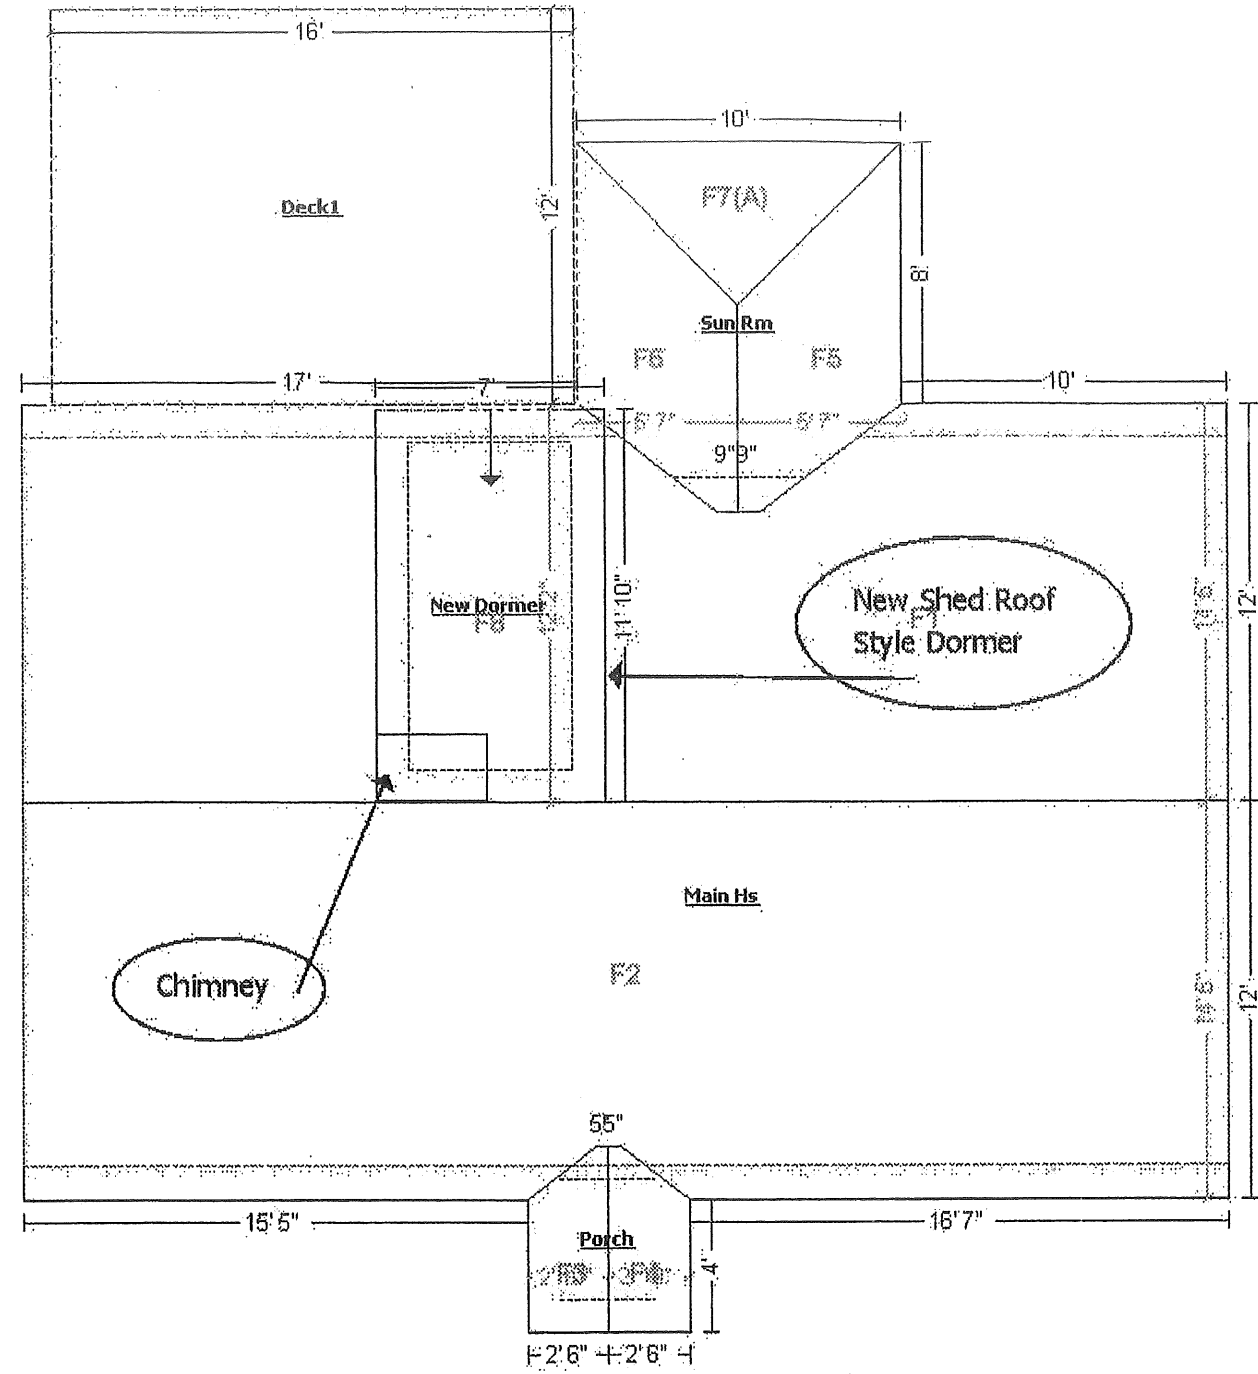 16'
10'
F7(A)
Deck1
12'
8'
Sun Rm
F6
F5
17'
7'
10'
5'7"
5'7"
9"9"
New Shed Roof
Style Dormer
F1
New Dormer
F8
11'10"
12'
Main Hs
Chimney
F2
12'
55"
15'5"
16'7"
Porch
4'
2'6"
2'6"